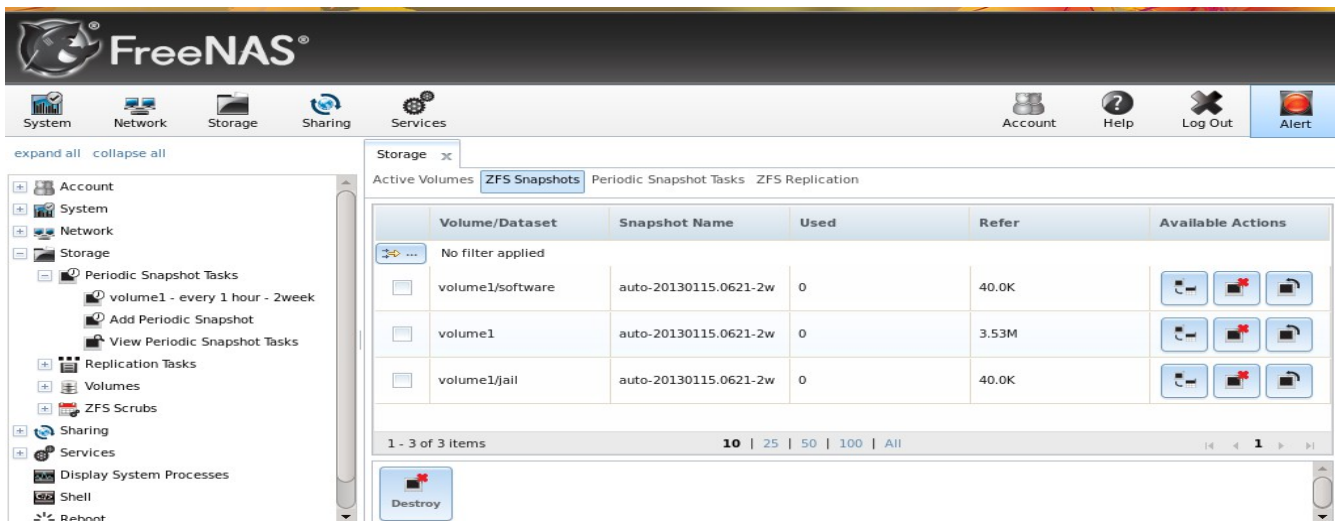 FreeNAS®
System Network Storage Sharing Services Account Help Log Out Alert
expand all collapse all
Account
System
Network
Storage
Periodic Snapshot Tasks
volume1 - every 1 hour - 2week
Add Periodic Snapshot
View Periodic Snapshot Tasks
Replication Tasks
Volumes
ZFS Scrubs
Sharing
Services
Display System Processes
Shell
Reboot
Storage x
Active Volumes ZFS Snapshots Periodic Snapshot Tasks ZFS Replication
Volume/Dataset Snapshot Name Used Refer Available Actions
... No filter applied
volume1/software auto-20130115.0621-2w 0 40.0K
volume1 auto-20130115.0621-2w 0 3.53M
volume1/jail auto-20130115.0621-2w 0 40.0K
1 - 3 of 3 items 10 | 25 | 50 | 100 | All 1
Destroy